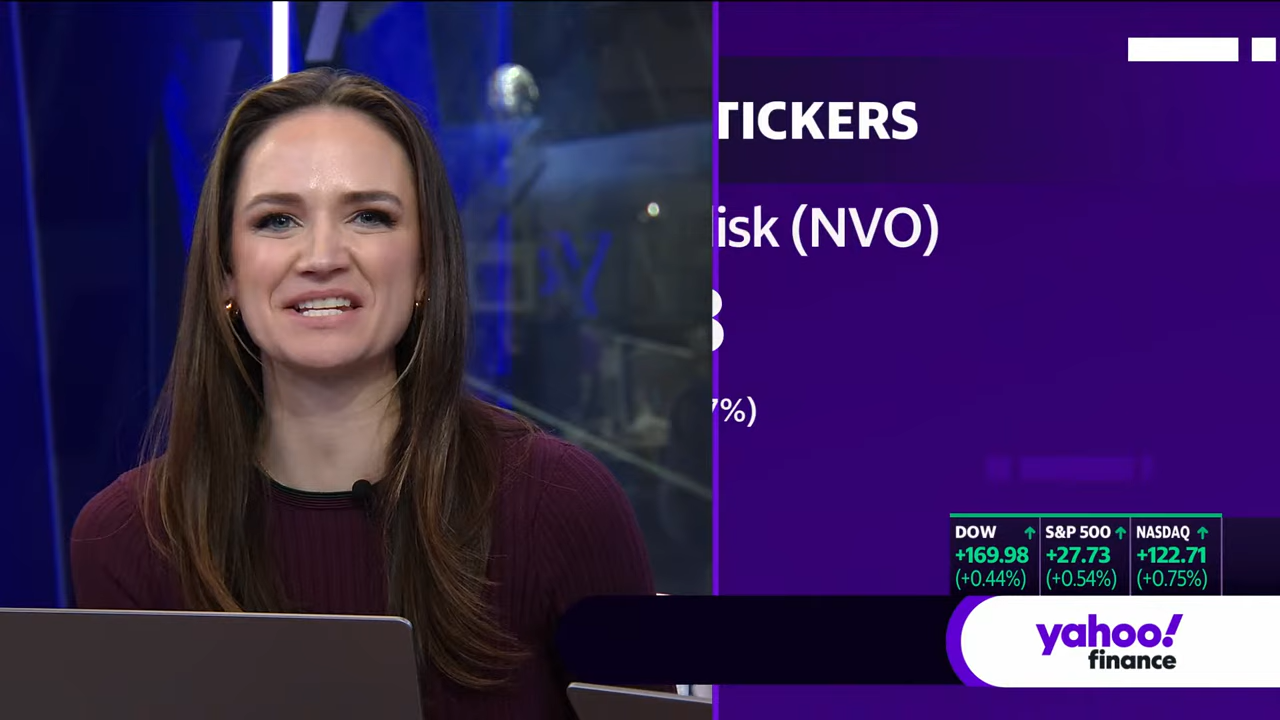 TICKERS
isk (NVO)
%)
DOW ↑ S&P 500 ↑ NASDAQ ↑
+169.98 +27.73 +122.71
(+0.44%) (+0.54%) (+0.75%)
yahoo!
finance